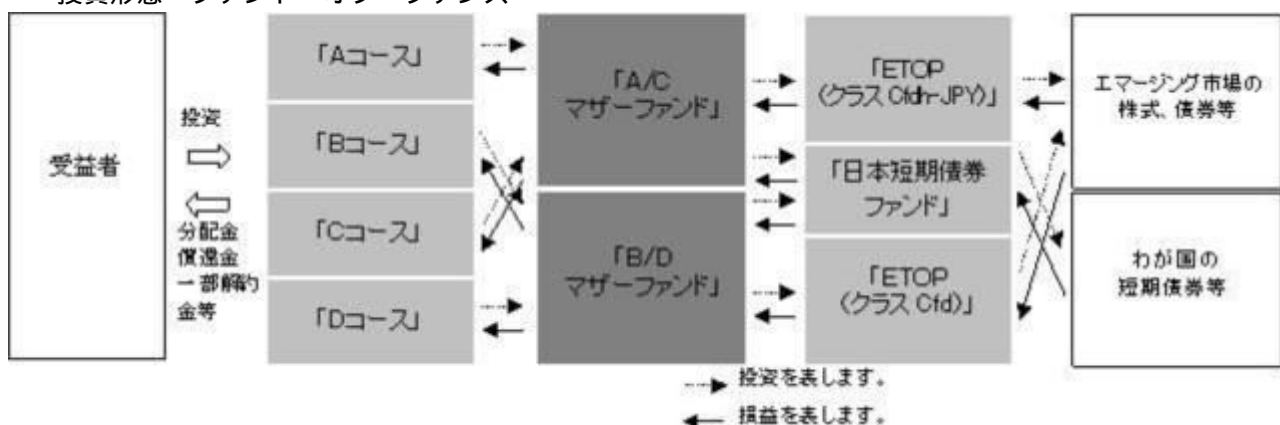 受益者
投資
分配金
償還金
一部解約
金等
「Aコース」
「Bコース」
「Cコース」
「Dコース」
「A/C
マザーファンド」
「B/D
マザーファンド」
「ETOP
(クラス Cfdh-JPY)」
「日本短期債券
ファンド」
「ETOP
(クラス Cfd)」
エマージング市場の
株式、債券等
わが国の
短期債券等
投資を表します。
損益を表します。